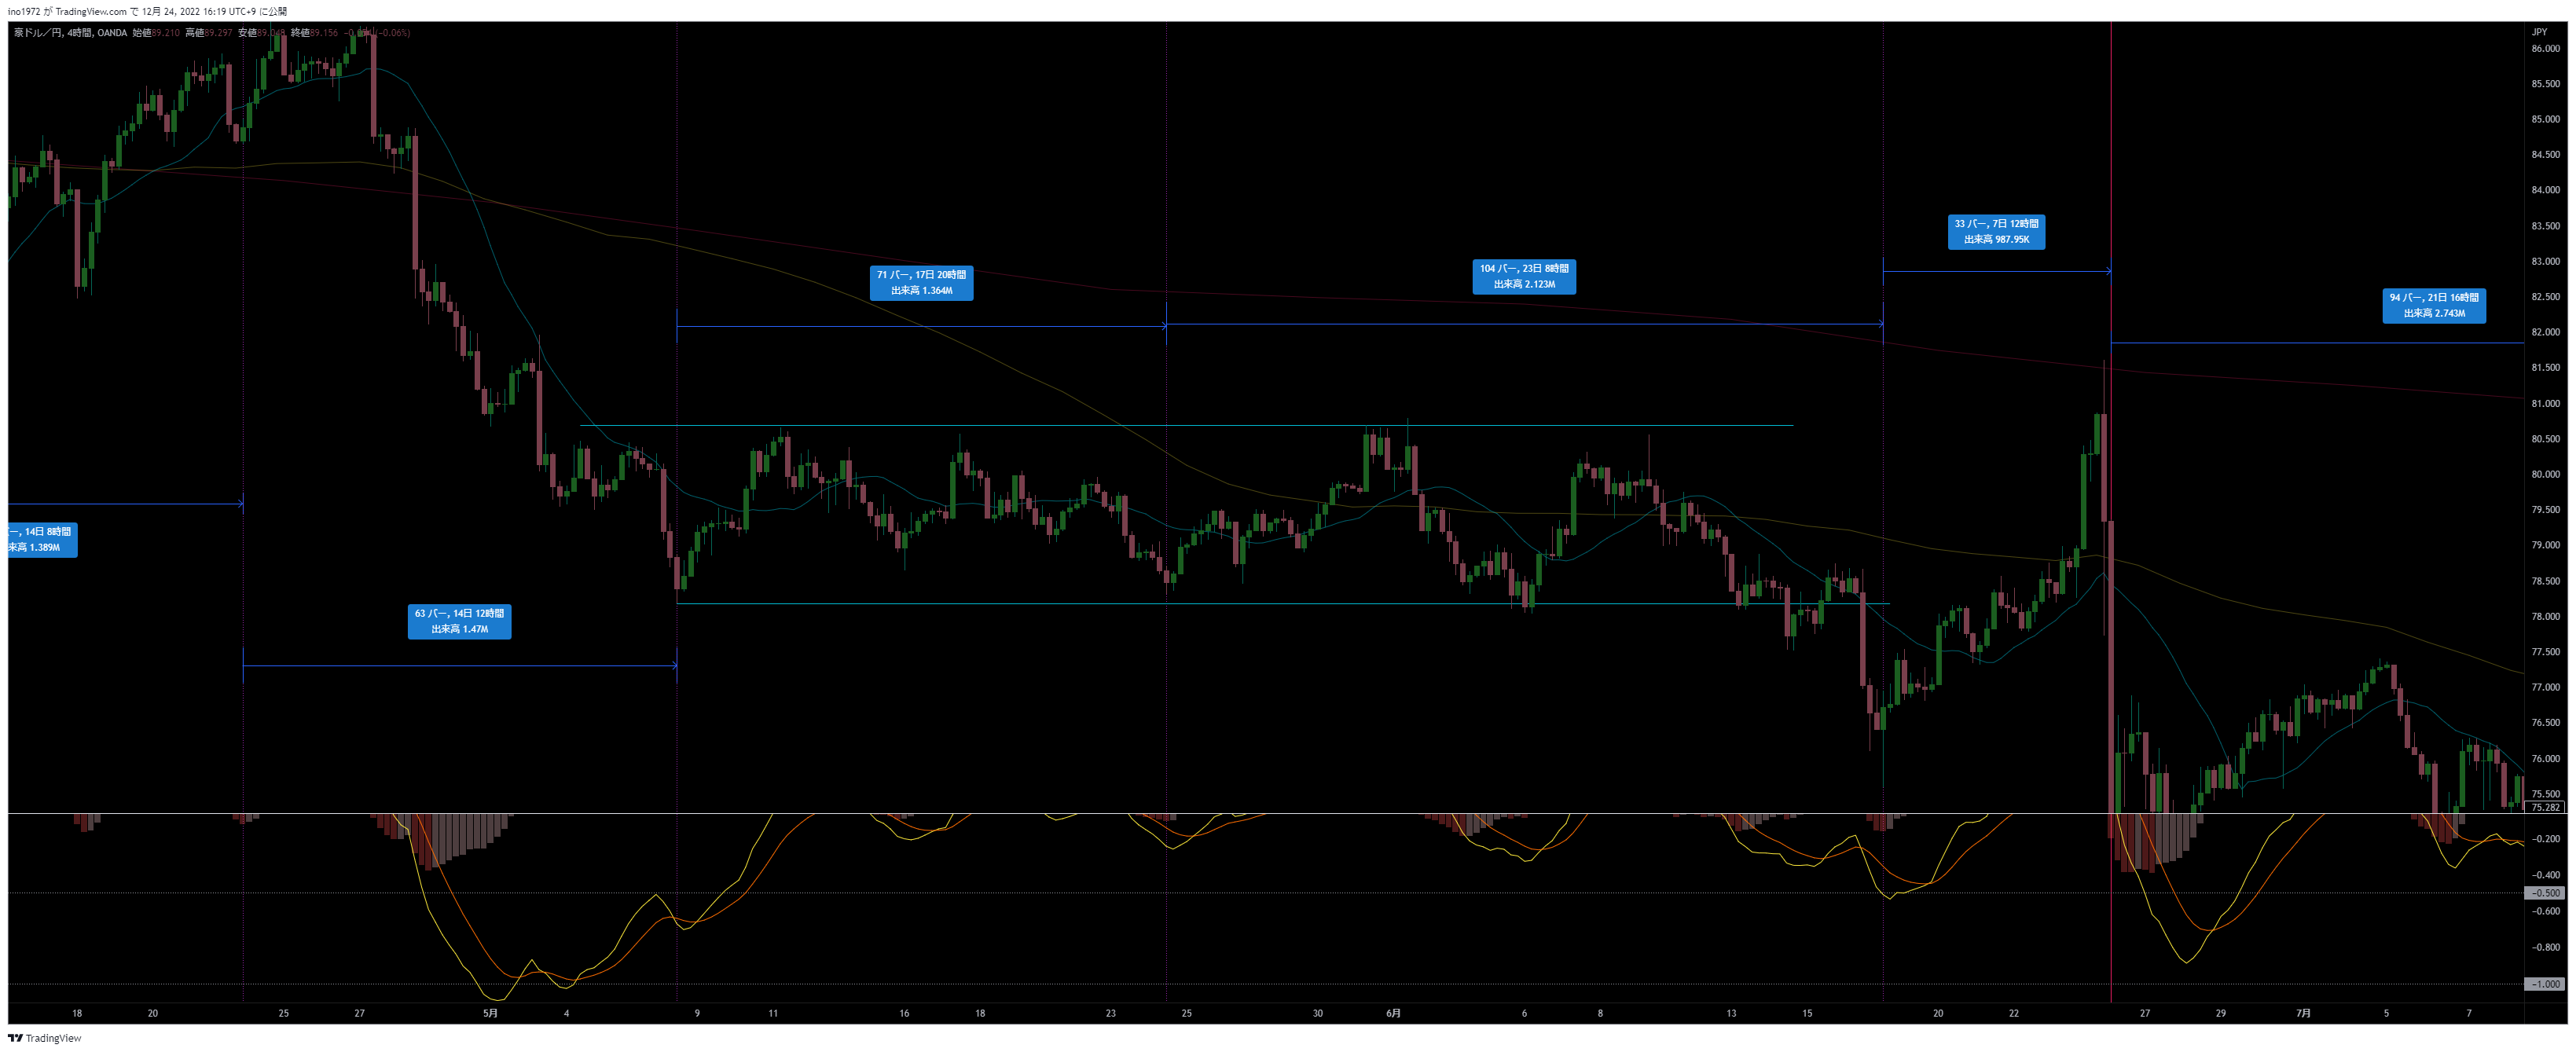 ino1972 が TradingView.com で 12月 24, 2022 16:19 UTC+9 に公開
豪ドル／円, 4時間, OANDA 始値89.210 高値89.297 安値89. 終値89.156 (−0.06%)
JPY
86.000
85.500
85.000
84.500
84.000
83.500
83.000
82.500
82.000
81.500
81.000
80.500
80.000
79.500
79.000
78.500
78.000
77.500
77.000
76.500
76.000
75.500
75.282
33 バー, 7日 12時間
出来高 987.95K
71 バー, 17日 20時間
出来高 1.364M
104 バー, 23日 8時間
出来高 2.123M
94 バー, 21日 16時間
出来高 2.743M
バー, 14日 8時間
来高 1.389M
63 バー, 14日 12時間
出来高 1.47M
−0.200
−0.400
−0.500
−0.600
−0.800
−1.000
18 20 25 27 5月 4 9 11 16 18 23 25 30 6月 6 8 13 15 20 22 27 29 7月 5 7
TradingView